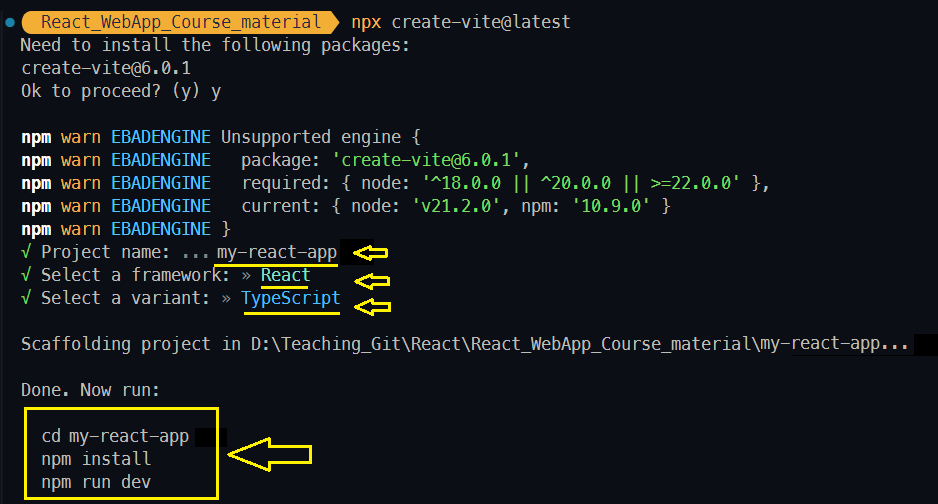 React_WebApp_Course_material npx create-vite@latest
Need to install the following packages:
create-vite@6.0.1
Ok to proceed? (y) y
npm warn EBADENGINE Unsupported engine {
npm warn EBADENGINE   package: 'create-vite@6.0.1',
npm warn EBADENGINE   required: { node: '^18.0.0 || ^20.0.0 || >=22.0.0' },
npm warn EBADENGINE   current: { node: 'v21.2.0', npm: '10.9.0' }
npm warn EBADENGINE }
√ Project name: ... my-react-app
√ Select a framework: » React
√ Select a variant: » TypeScript
Scaffolding project in D:\Teaching_Git\React\React_WebApp_Course_material\my-react-app...
Done. Now run:
cd my-react-app
npm install
npm run dev